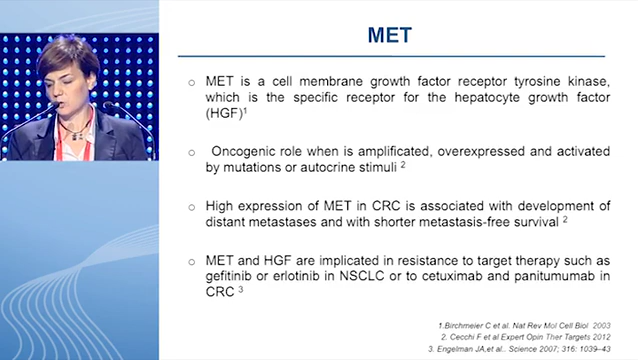 MET
○ MET is a cell membrane growth factor receptor tyrosine kinase,
which is the specific receptor for the hepatocyte growth factor
(HGF)1
○ Oncogenic role when is amplificated, overexpressed and activated
by mutations or autocrine stimuli 2
○ High expression of MET in CRC is associated with development of
distant metastases and with shorter metastasis-free survival 2
○ MET and HGF are implicated in resistance to target therapy such as
gefitinib or erlotinib in NSCLC or to cetuximab and panitumumab in
CRC 3
1.Birchmeier C et al. Nat Rev Mol Cell Biol 2003
2. Cecchi F et al Expert Opin Ther Targets 2012
3. Engelman JA,et al.. Science 2007; 316: 1039–43